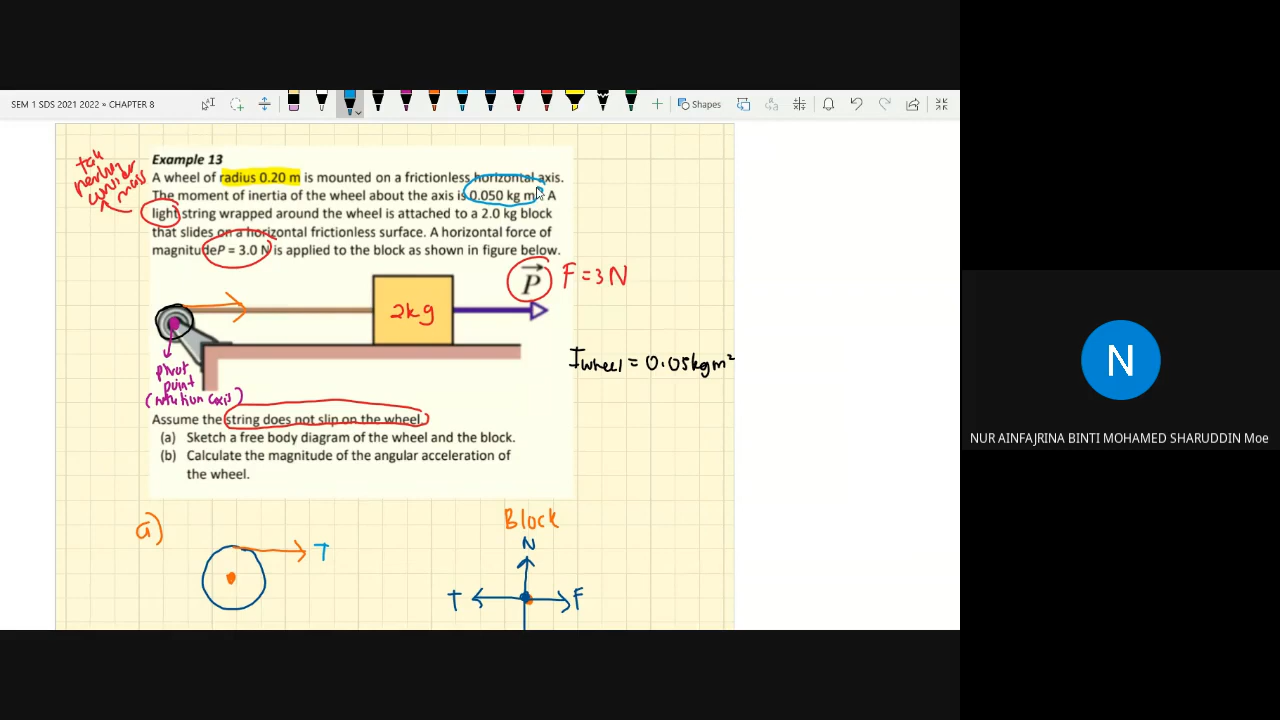 SEM 1 SDS 2021 2022 » CHAPTER 8
Shapes
Example 13
A wheel of radius 0.20 m is mounted on a frictionless horizontal axis.
The moment of inertia of the wheel about the axis is 0.050 kg m². A
light string wrapped around the wheel is attached to a 2.0 kg block
that slides on a horizontal frictionless surface. A horizontal force of
magnitudeP = 3.0 N is applied to the block as shown in figure below.
mass
P
F = 3N
2kg
I wheel = 0.05kgm²
pivot
point
(rotation axis)
Assume the string does not slip on the wheel.
(a) Sketch a free body diagram of the wheel and the block.
(b) Calculate the magnitude of the angular acceleration of
the wheel.
a)
T
Block
N
T
F
N
NUR AINFAJRINA BINTI MOHAMED SHARUDDIN Moe